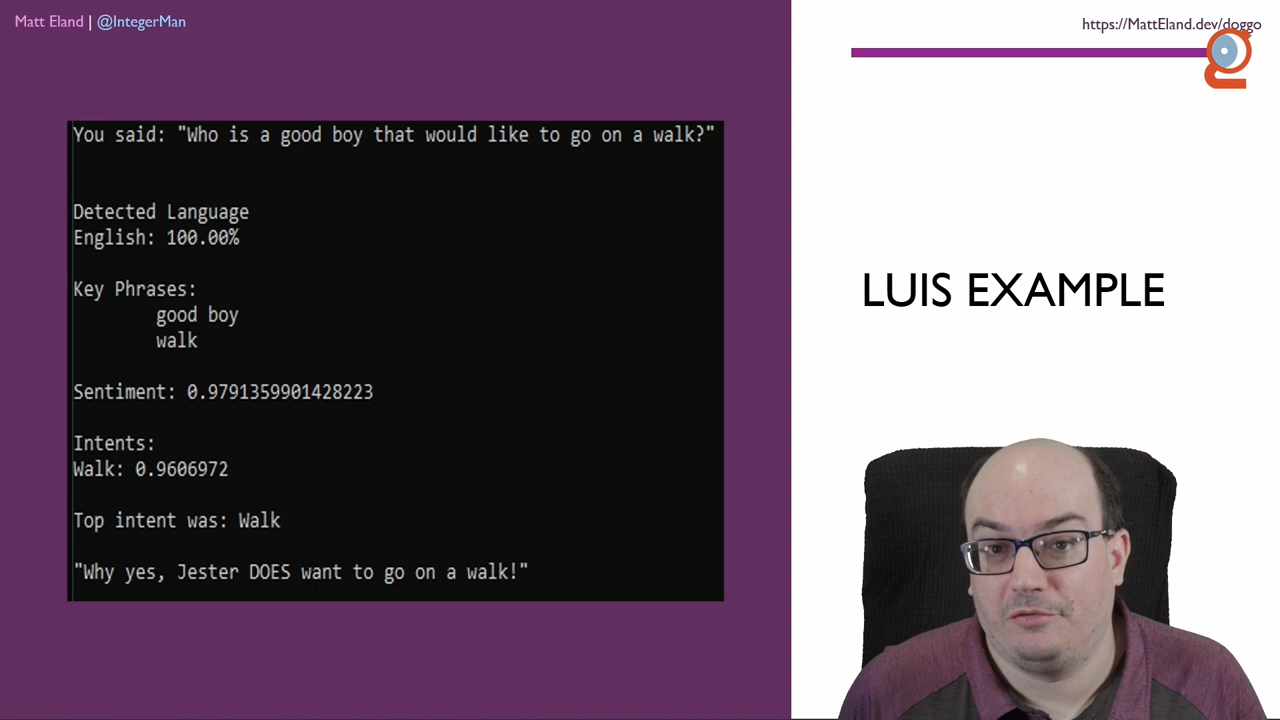 Matt Eland | @IntegerMan
https://MattEland.dev/doggo
You said: "Who is a good boy that would like to go on a walk?"
Detected Language
English: 100.00%
Key Phrases:
good boy
walk
Sentiment: 0.9791359901428223
Intents:
Walk: 0.9606972
Top intent was: Walk
"Why yes, Jester DOES want to go on a walk!"
LUIS EXAMPLE